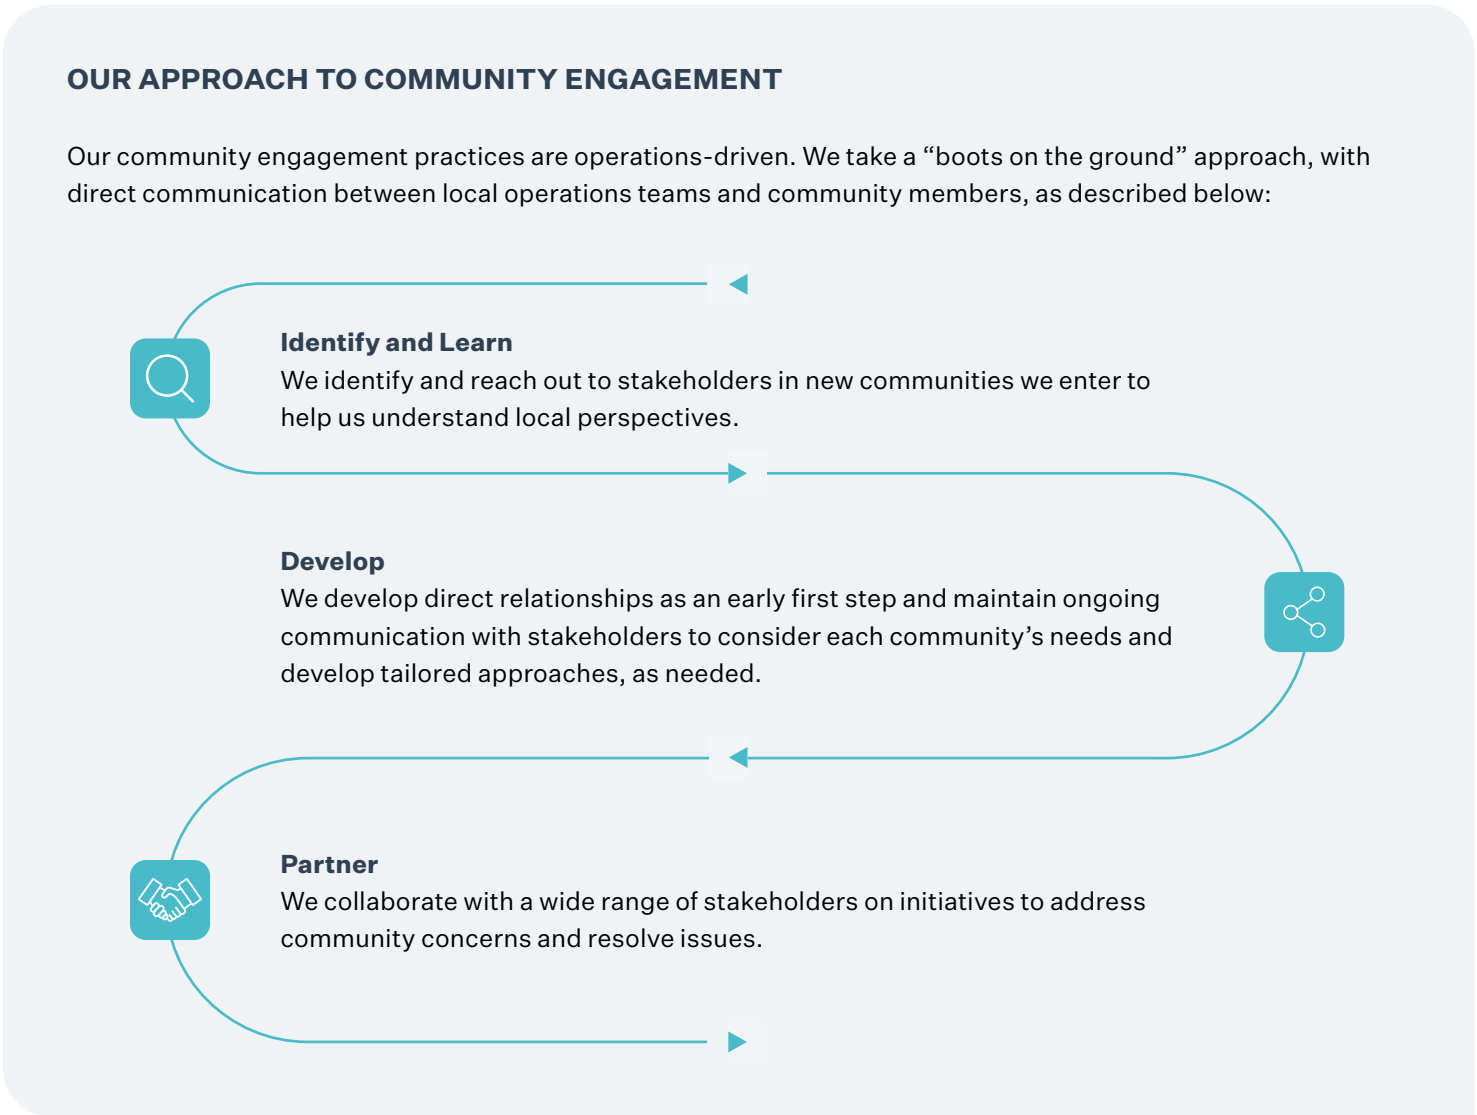 OUR APPROACH TO COMMUNITY ENGAGEMENT
Our community engagement practices are operations-driven. We take a “boots on the ground” approach, with
direct communication between local operations teams and community members, as described below:
Identify and Learn
We identify and reach out to stakeholders in new communities we enter to
help us understand local perspectives.
Develop
We develop direct relationships as an early first step and maintain ongoing
communication with stakeholders to consider each community’s needs and
develop tailored approaches, as needed.
Partner
We collaborate with a wide range of stakeholders on initiatives to address
community concerns and resolve issues.